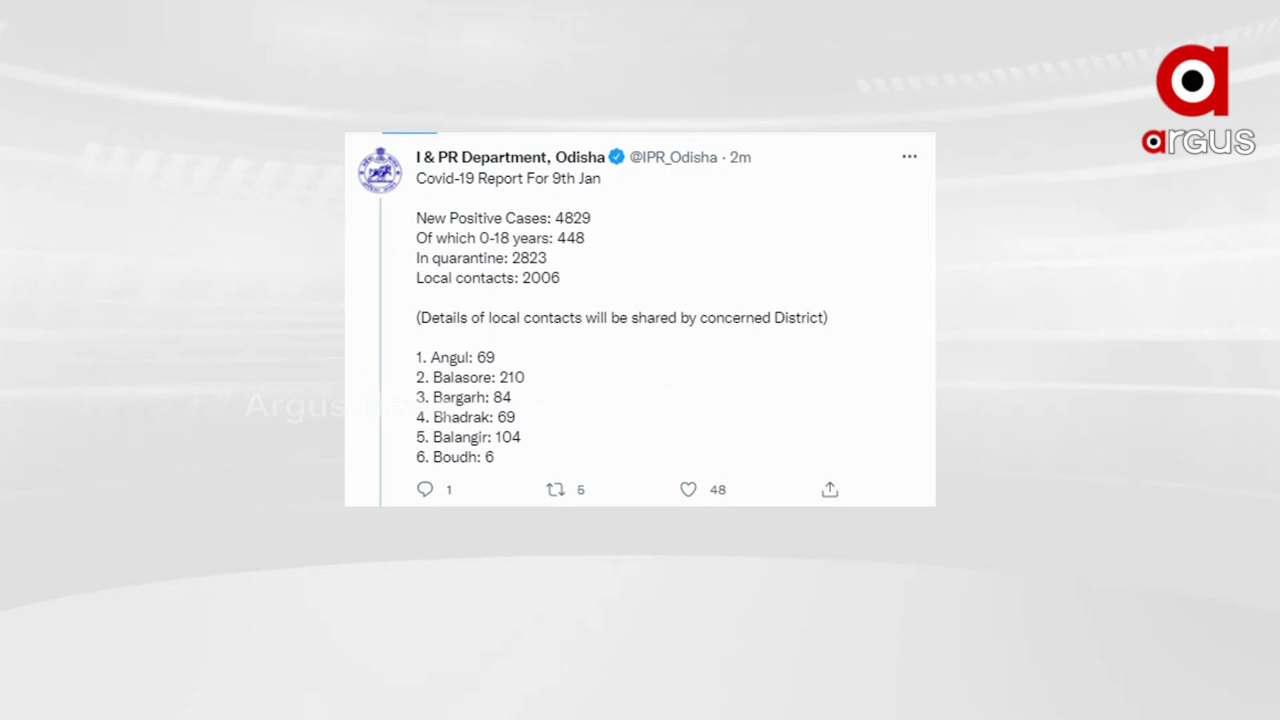 argus
I & PR Department, Odisha @IPR_Odisha · 2m
Covid-19 Report For 9th Jan
New Positive Cases: 4829
Of which 0-18 years: 448
In quarantine: 2823
Local contacts: 2006
(Details of local contacts will be shared by concerned District)
1. Angul: 69
2. Balasore: 210
3. Bargarh: 84
Argus
4. Bhadrak: 69
5. Balangir: 104
6. Boudh: 6
1 5 48